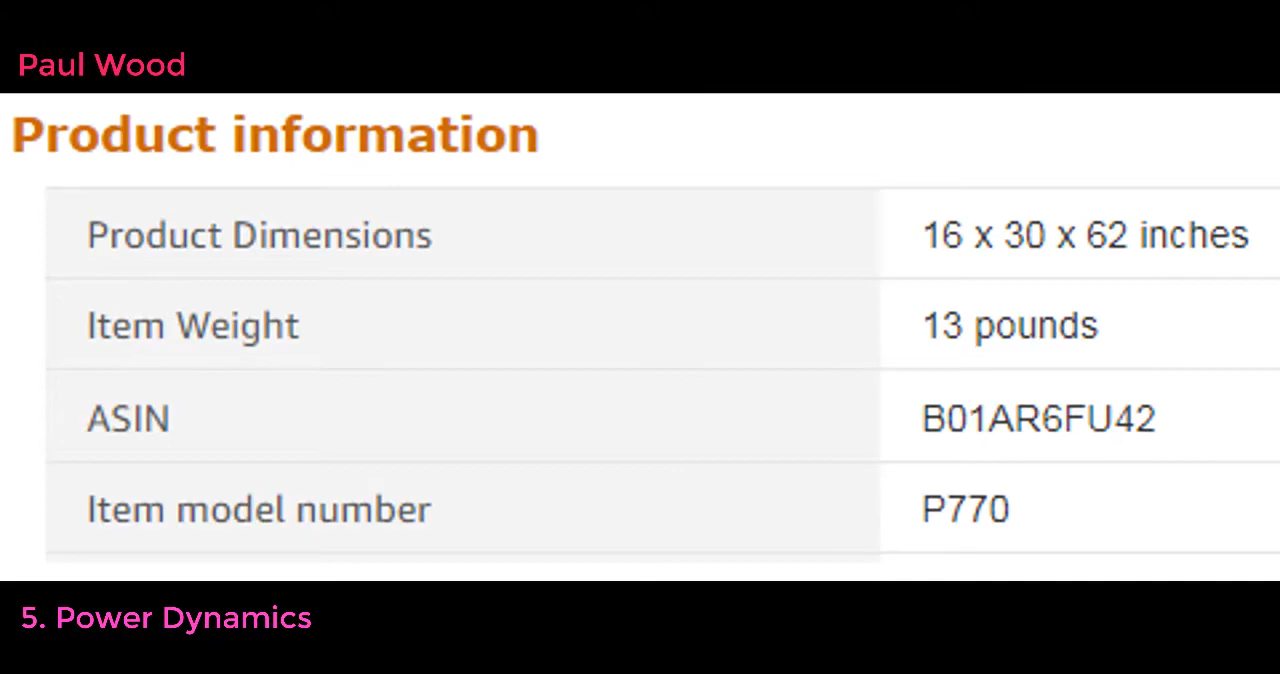 Paul Wood
Product information
Product Dimensions 16 x 30 x 62 inches
Item Weight 13 pounds
ASIN B01AR6FU42
Item model number P770
5. Power Dynamics